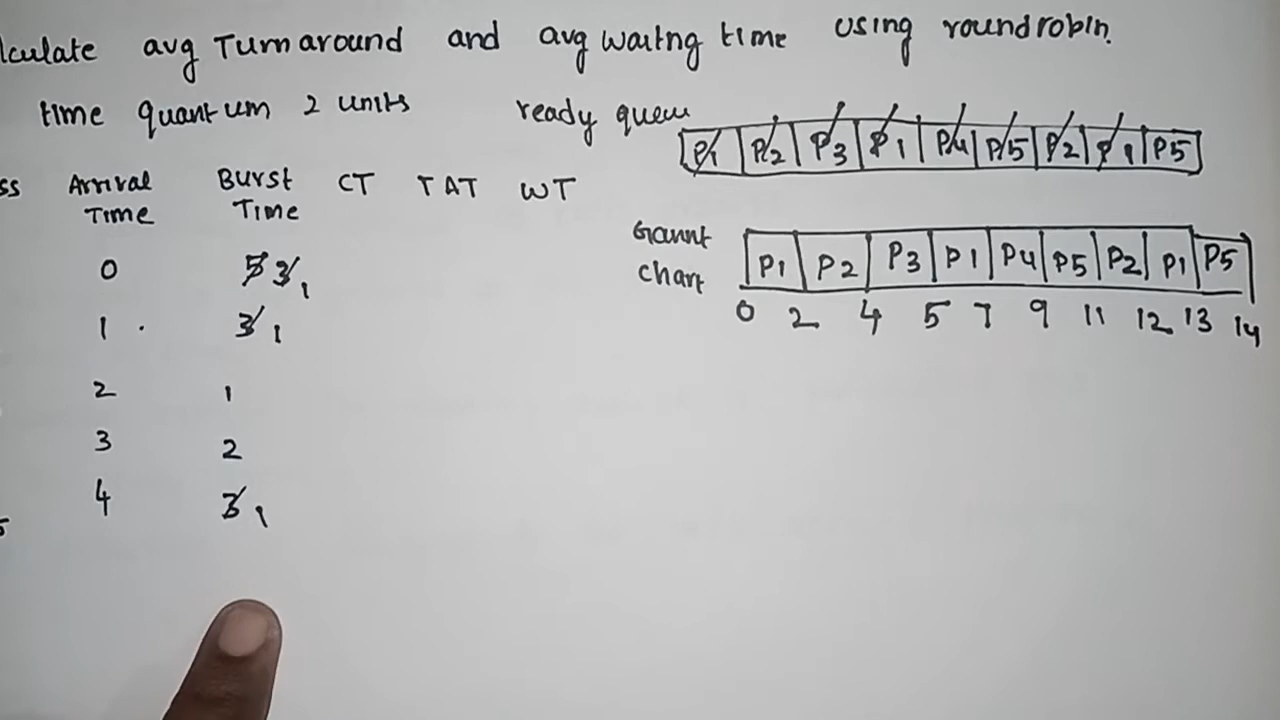 lculate avg Turnaround and avg waitng time using roundrobin.
time quantum 2 units ready queue
P1 P2 P3 P1 P4 P5 P2 P1 P5
ss Arrival Time Burst Time CT TAT WT
Gannt chart
P1 P2 P3 P1 P4 P5 P2 P1 P5
0 2 4 5 7 9 11 12 13 14
0 5 3 1
1 3 1
2 1
3 2
4 3 1